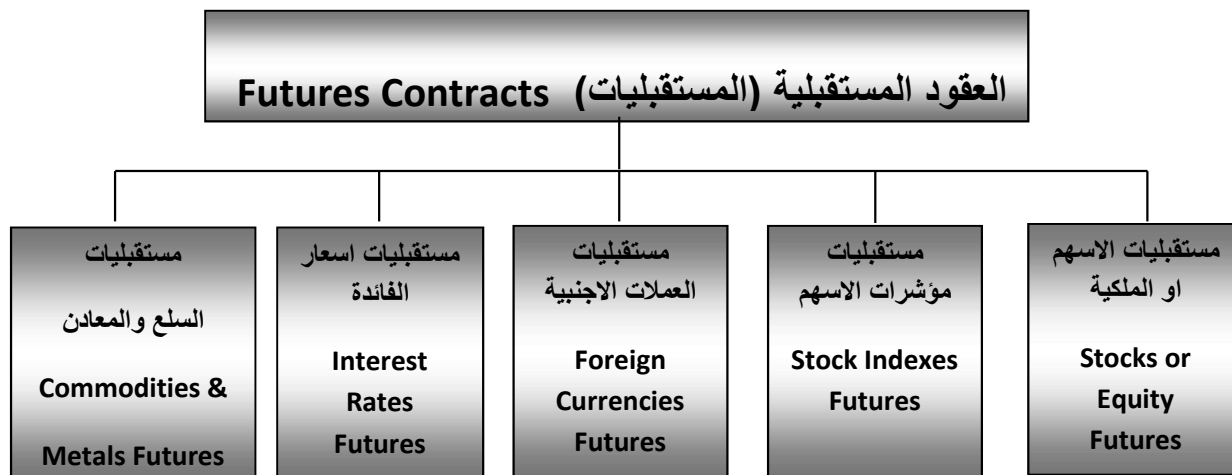 العقود المستقبلية (المستقبليات) Futures Contracts
مستقبليات الاسهم
او الملكية
Stocks or
Equity
Futures
مستقبليات
مؤشرات الاسهم
Stock Indexes
Futures
مستقبليات
العملات الاجنبية
Foreign
Currencies
Futures
مستقبليات اسعار
الفائدة
Interest
Rates
Futures
مستقبليات
السلع والمعادن
Commodities &
Metals Futures